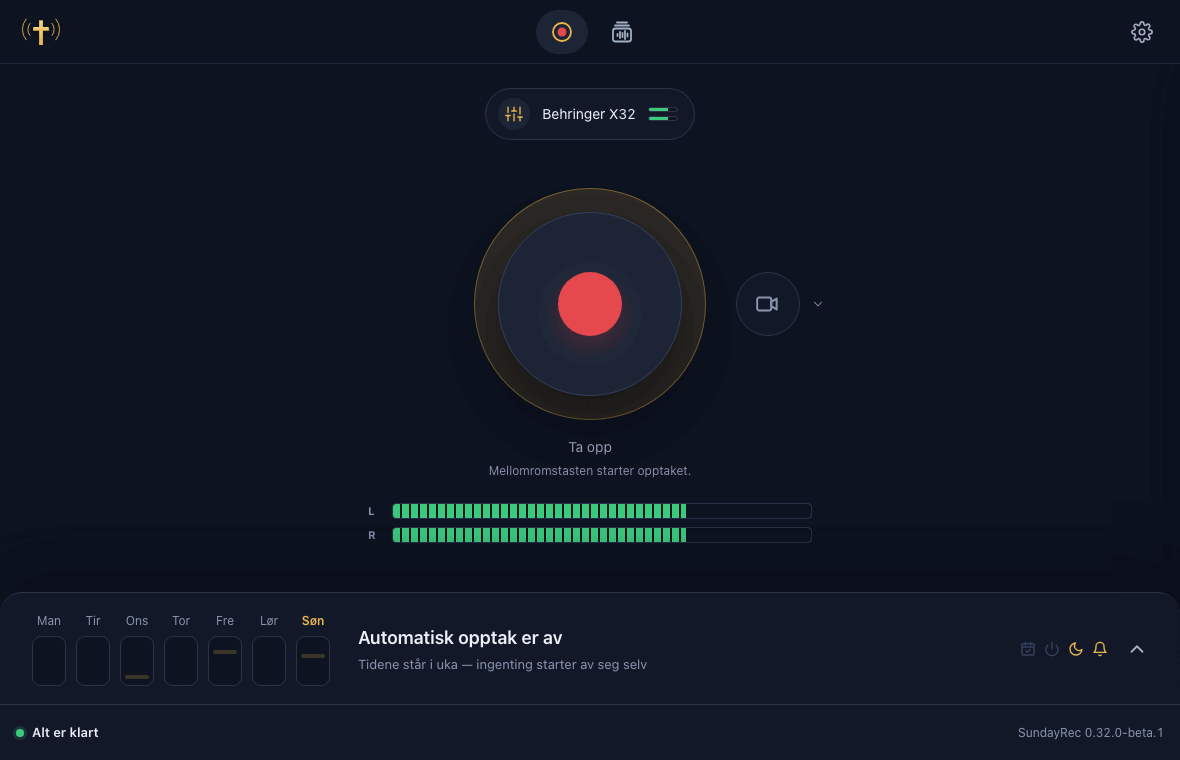 Behringer X32
Ta opp
Mellomromstasten starter opptaket.
L
R
Man Tir Ons Tor Fre Lør Søn
Automatisk opptak er av
Tidene står i uka — ingenting starter av seg selv
Alt er klart
SundayRec 0.32.0-beta.1